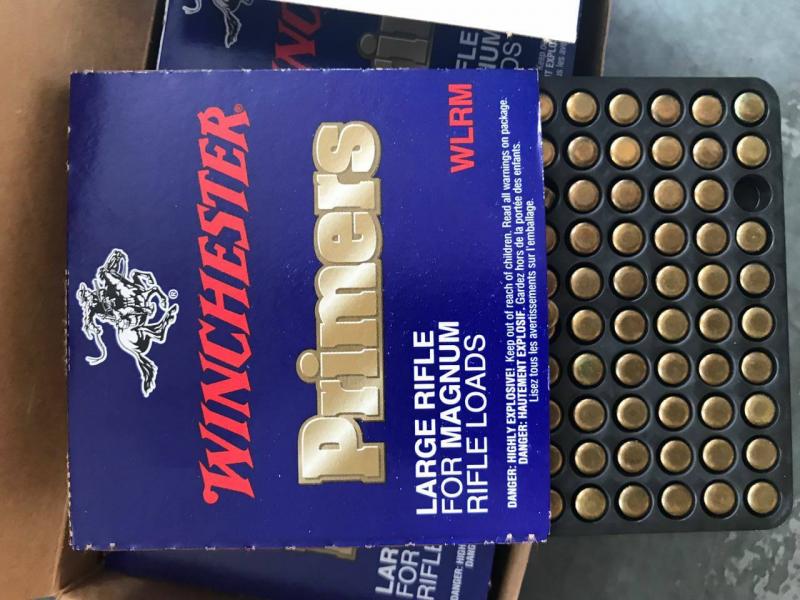 WINCHESTER®
Primers
WLRM
LARGE RIFLE
FOR MAGNUM
RIFLE LOADS
DANGER: HIGHLY EXPLOSIVE! Keep out of reach of children. Read all warnings on package.
DANGER: HAUTEMENT EXPLOSIF. Gardez hors de la portée des enfants.
Lisez tous les avertissements sur l'emballage.